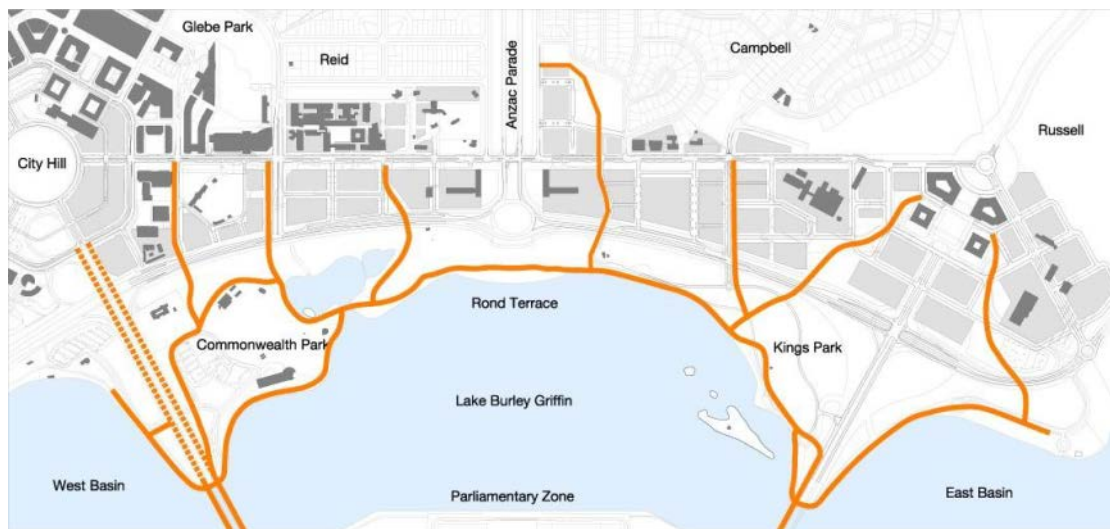 Glebe Park
Reid
Anzac Parade
Campbell
Russell
City Hill
Rond Terrace
Commonwealth Park
Kings Park
Lake Burley Griffin
West Basin
Parliamentary Zone
East Basin